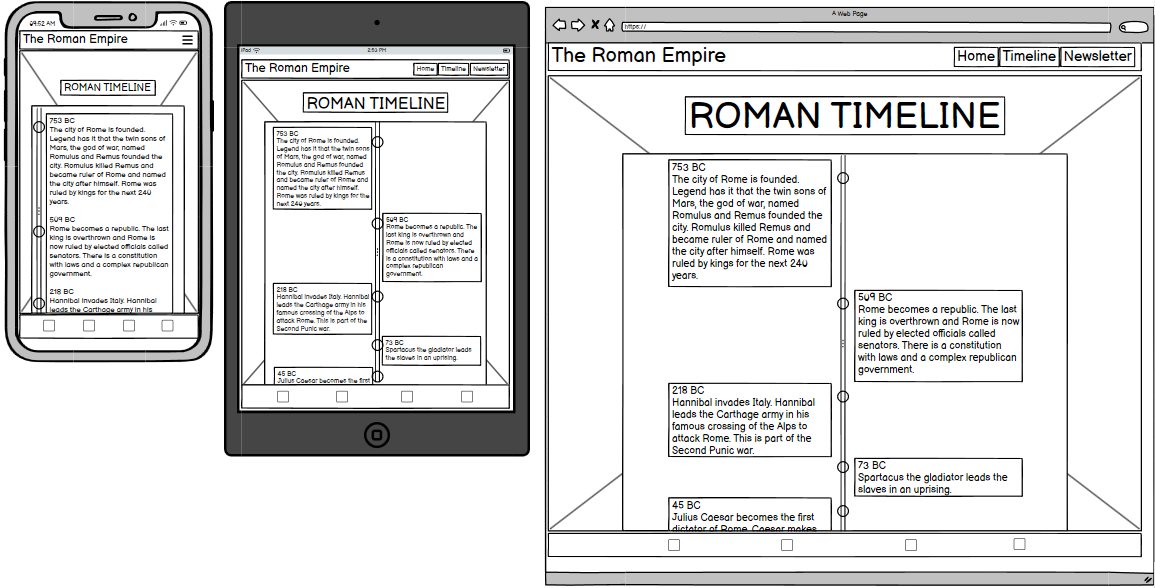 09:52 AM
The Roman Empire
ROMAN TIMELINE
753 BC
The city of Rome is founded.
Legend has it that the twin sons of
Mars, the god of war, named
Romulus and Remus founded the
city. Romulus killed Remus and
became ruler of Rome and named
the city after himself. Rome was
ruled by kings for the next 240
years.
509 BC
Rome becomes a republic. The last
king is overthrown and Rome is
now ruled by elected officials called
senators. There is a constitution
with laws and a complex republican
government.
218 BC
Hannibal invades Italy. Hannibal
leads the Carthage army in his
iPad
2:53 PM
The Roman Empire
Home Timeline Newsletter
ROMAN TIMELINE
753 BC
The city of Rome is founded.
Legend has it that the twin sons
of Mars, the god of war, named
Romulus and Remus founded
the city. Romulus killed Remus
and became ruler of Rome and
named the city after himself.
Rome was ruled by kings for the
next 240 years.
509 BC
Rome becomes a republic. The
last king is overthrown and
Rome is now ruled by elected
officials called senators. There
is a constitution with laws and a
complex republican
government.
218 BC
Hannibal invades Italy. Hannibal
leads the Carthage army in his
famous crossing of the Alps to
attack Rome. This is part of the
Second Punic war.
73 BC
Spartacus the gladiator leads
the slaves in an uprising.
45 BC
Julius Caesar becomes the first
A Web Page
https://
The Roman Empire
Home Timeline Newsletter
ROMAN TIMELINE
753 BC
The city of Rome is founded.
Legend has it that the twin sons of
Mars, the god of war, named
Romulus and Remus founded the
city. Romulus killed Remus and
became ruler of Rome and named
the city after himself. Rome was
ruled by kings for the next 240
years.
509 BC
Rome becomes a republic. The last
king is overthrown and Rome is now
ruled by elected officials called
senators. There is a constitution
with laws and a complex republican
government.
218 BC
Hannibal invades Italy. Hannibal
leads the Carthage army in his
famous crossing of the Alps to
attack Rome. This is part of the
Second Punic war.
73 BC
Spartacus the gladiator leads the
slaves in an uprising.
45 BC
Julius Caesar becomes the first
dictator of Rome. Caesar makes